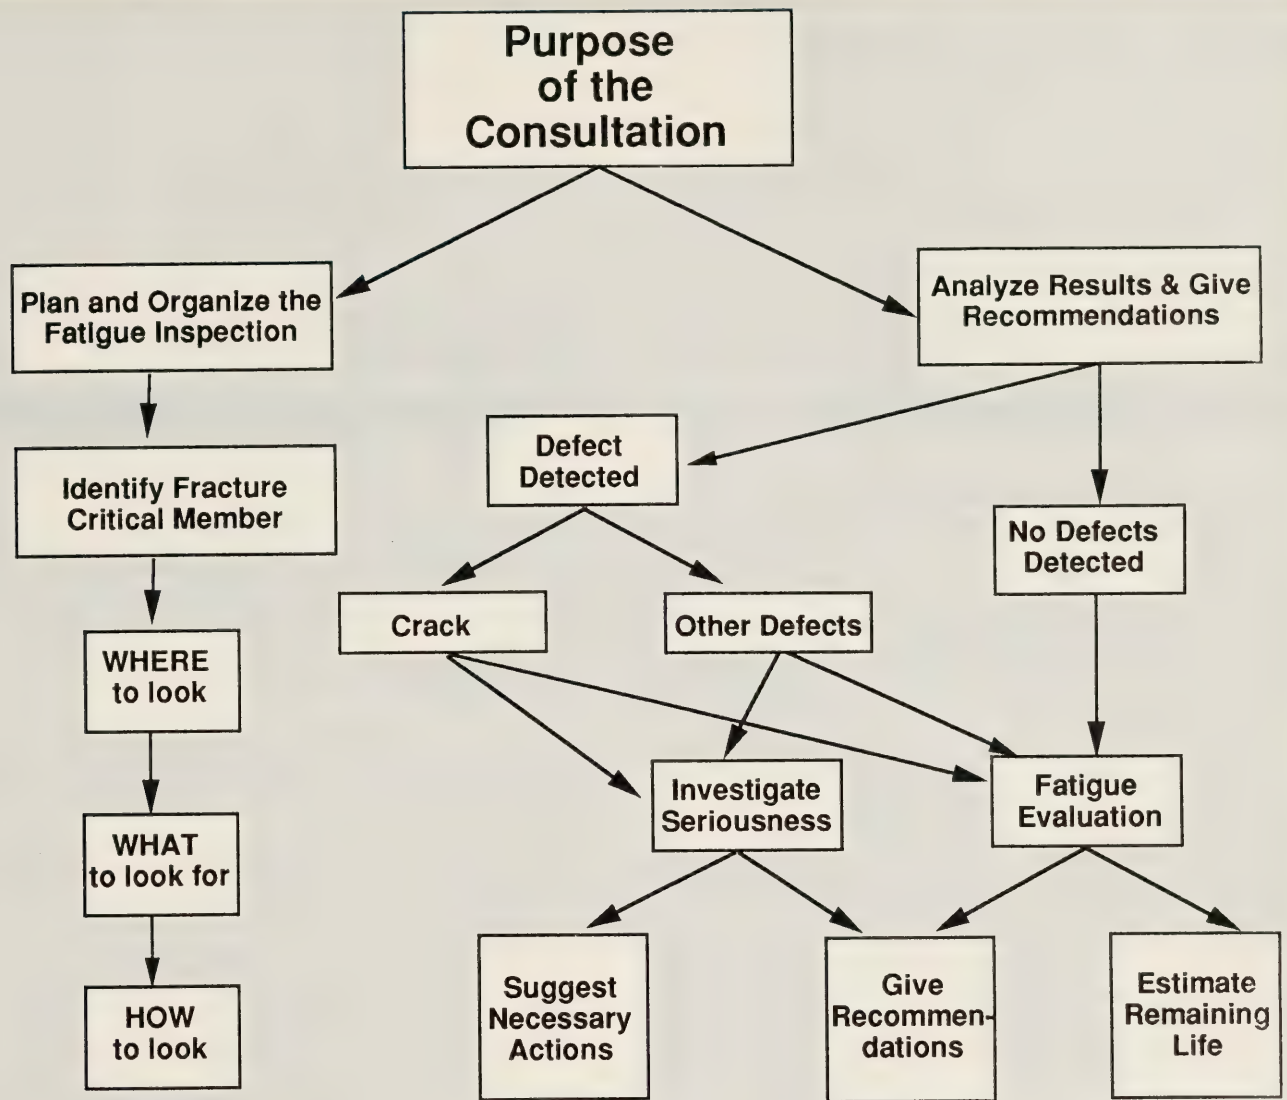 Purpose
of the
Consultation
Plan and Organize the
Fatigue Inspection
Analyze Results & Give
Recommendations
Defect
Detected
Identify Fracture
Critical Member
No Defects
Detected
Crack
Other Defects
WHERE
to look
Investigate
Seriousness
Fatigue
Evaluation
WHAT
to look for
Suggest
Necessary
Actions
Give
Recommen-
dations
Estimate
Remaining
Life
HOW
to look